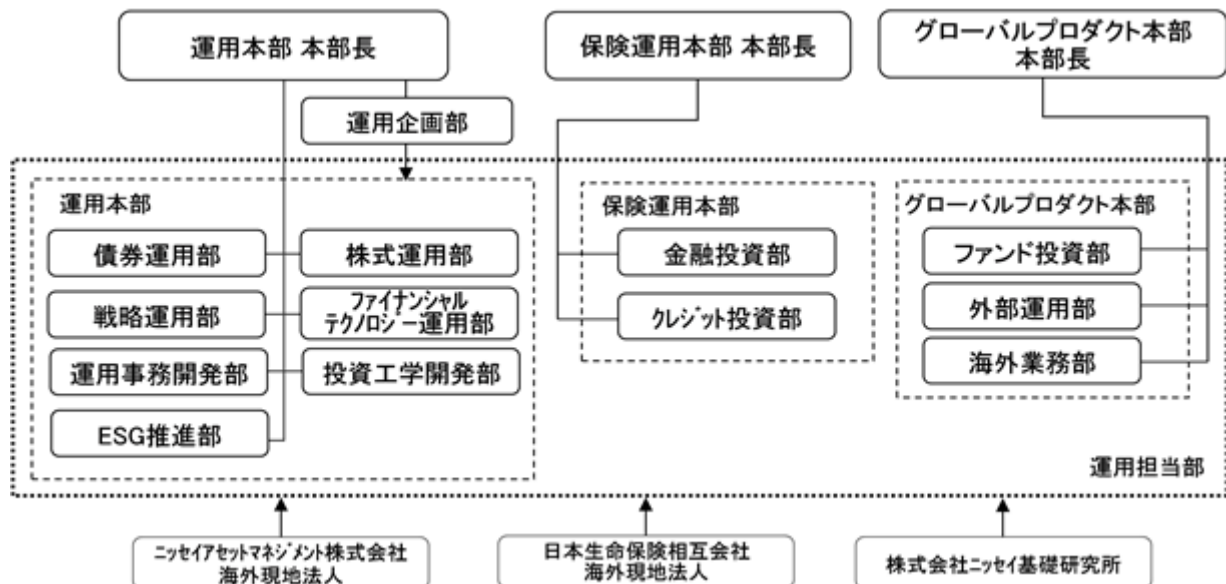 運用本部 本部長
保険運用本部 本部長
グローバルプロダクト本部
本部長
運用企画部
運用本部
債券運用部
株式運用部
戦略運用部
ファイナンシャル
テクノロジー運用部
運用事務開発部
投資工学開発部
ESG推進部
保険運用本部
金融投資部
クレジット投資部
グローバルプロダクト本部
ファンド投資部
外部運用部
海外業務部
運用担当部
ニッセイアセットマネジメント株式会社
海外現地法人
日本生命保険相互会社
海外現地法人
株式会社ニッセイ基礎研究所